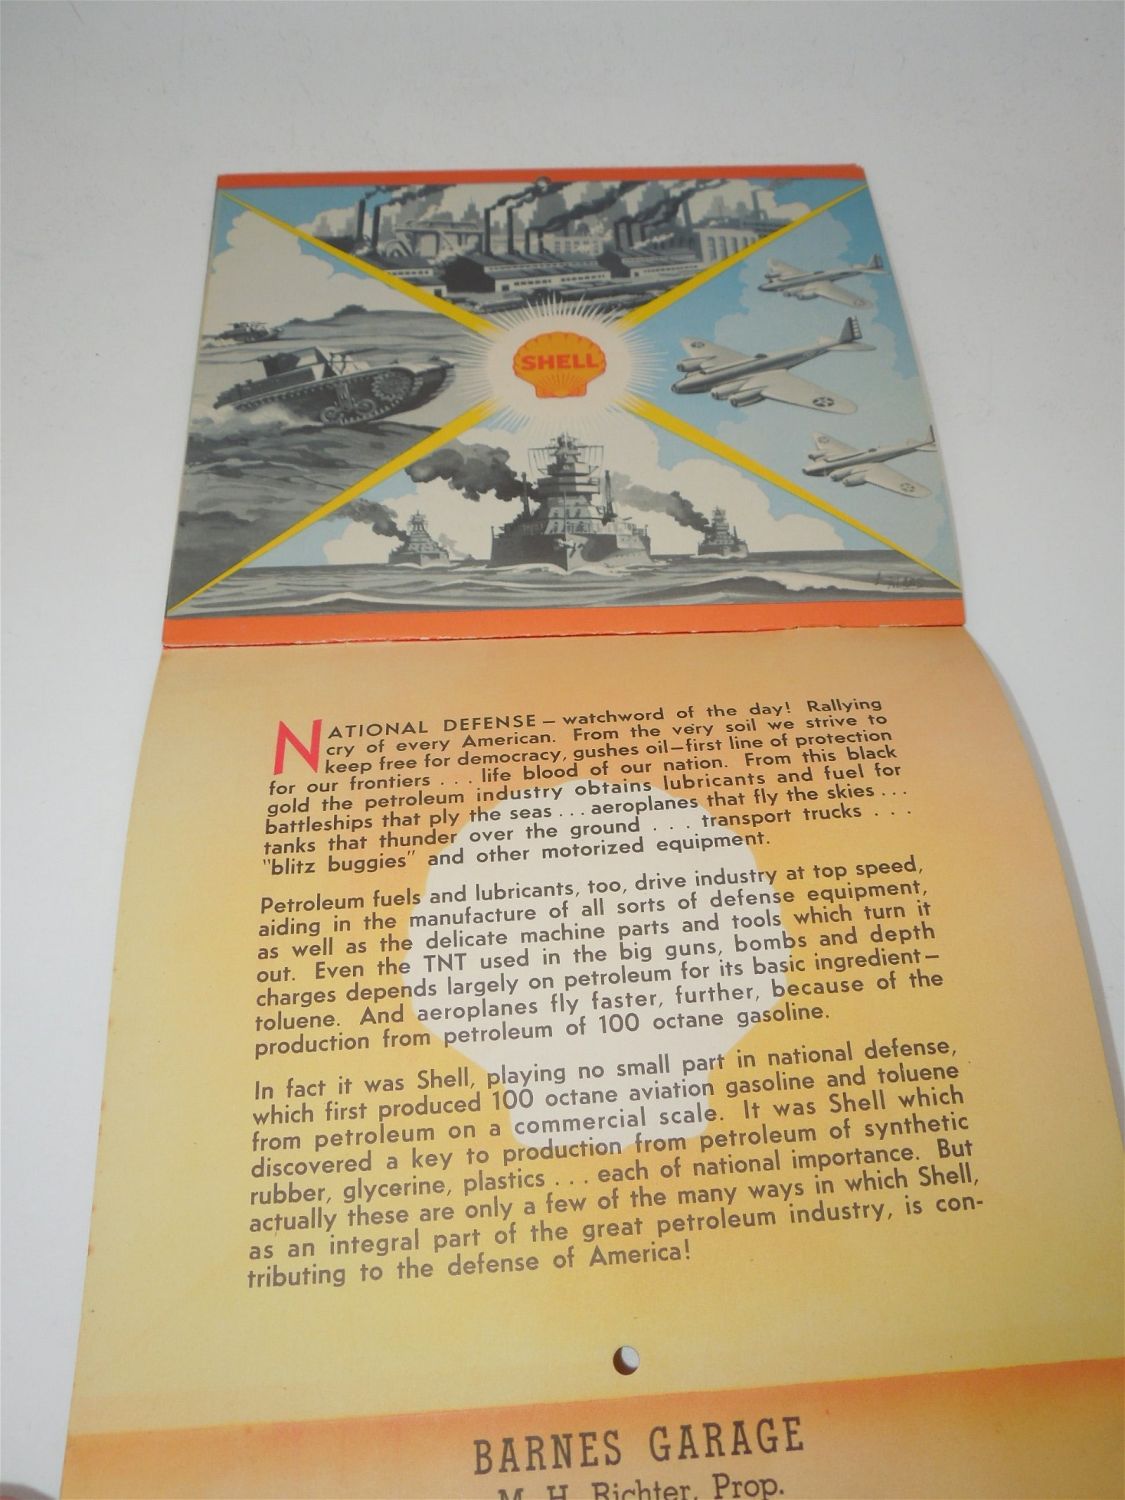 SHELL
NATIONAL DEFENSE – watchword of the day! Rallying
cry of every American. From the very soil we strive to
keep free for democracy, gushes oil—first line of protection
for our frontiers . . . life blood of our nation. From this black
gold the petroleum industry obtains lubricants and fuel for
battleships that ply the seas . . . aeroplanes that fly the skies . . .
tanks that thunder over the ground . . . transport trucks . . .
"blitz buggies" and other motorized equipment.
Petroleum fuels and lubricants, too, drive industry at top speed,
aiding in the manufacture of all sorts of defense equipment,
as well as the delicate machine parts and tools which turn it
out. Even the TNT used in the big guns, bombs and depth
charges depends largely on petroleum for its basic ingredient—
toluene. And aeroplanes fly faster, further, because of the
production from petroleum of 100 octane gasoline.
In fact it was Shell, playing no small part in national defense,
which first produced 100 octane aviation gasoline and toluene
from petroleum on a commercial scale. It was Shell which
discovered a key to production from petroleum of synthetic
rubber, glycerine, plastics . . . each of national importance. But
actually these are only a few of the many ways in which Shell,
as an integral part of the great petroleum industry, is con-
tributing to the defense of America!
BARNES GARAGE
M. H. Richter, Prop.